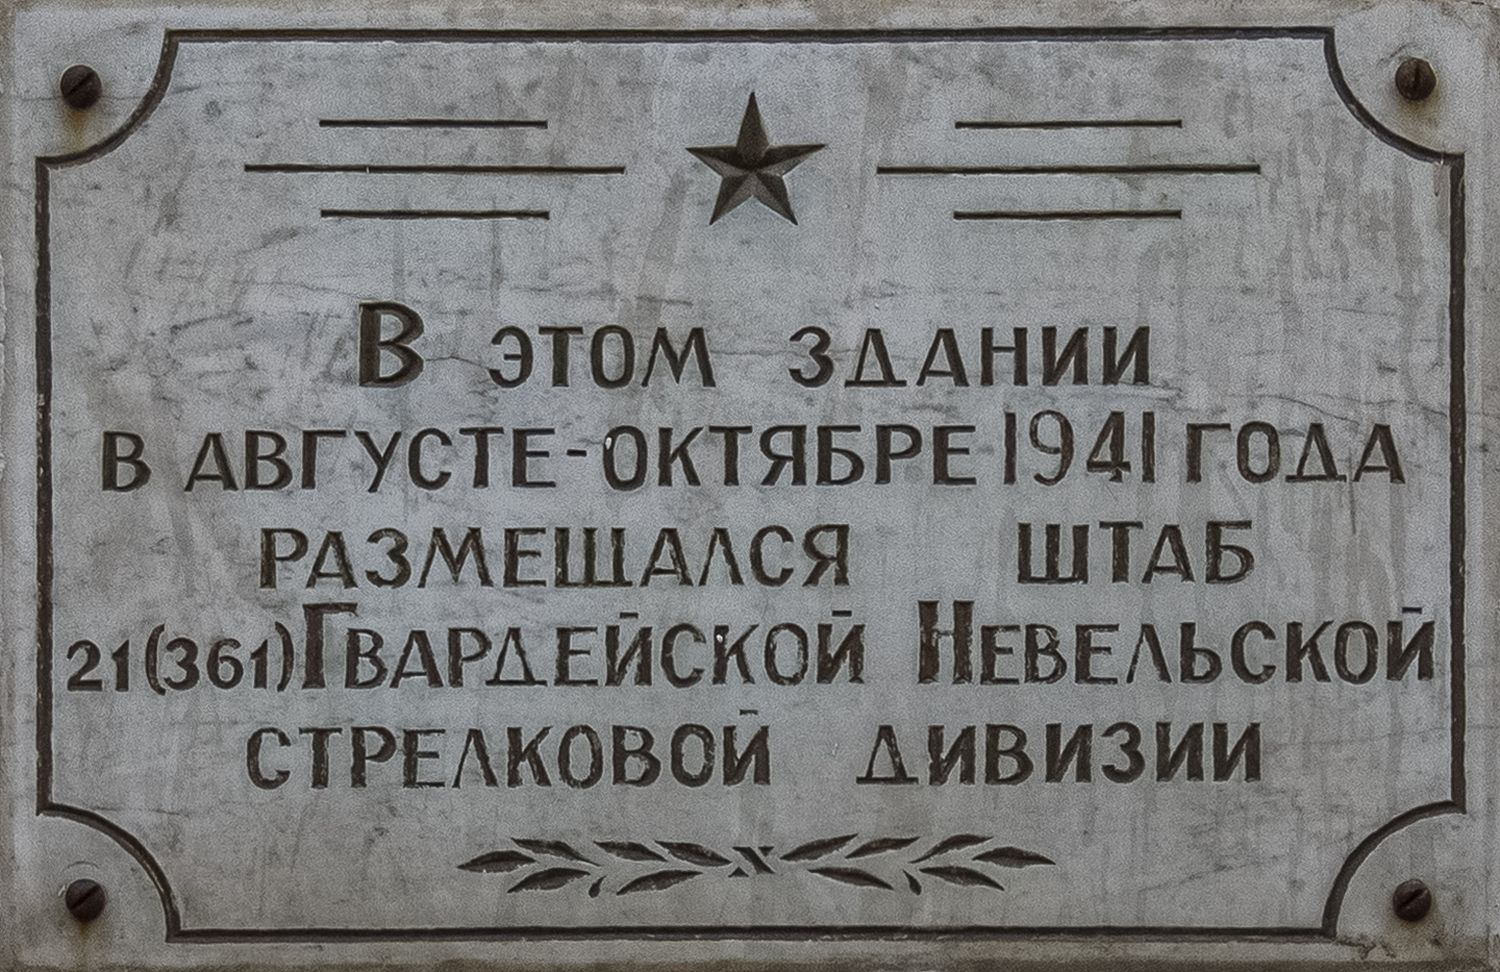 В ЭТОМ ЗДАНИИ
В АВГУСТЕ-ОКТЯБРЕ 1941 ГОДА
РАЗМЕЩАЛСЯ ШТАБ
21(361)ГВАРДЕЙСКОЙ НЕВЕЛЬСКОЙ
СТРЕЛКОВОЙ ДИВИЗИИ